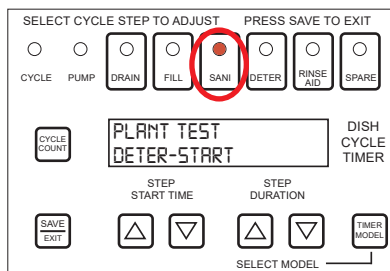 SELECT CYCLE STEP TO ADJUST PRESS SAVE TO EXIT
CYCLE PUMP DRAIN FILL SANI DETER RINSE AID SPARE
CYCLE COUNT
PLANT TEST
DETER-START
DISH
CYCLE
TIMER
STEP
START TIME
STEP
DURATION
SAVE
EXIT
TIMER
MODEL
SELECT MODEL